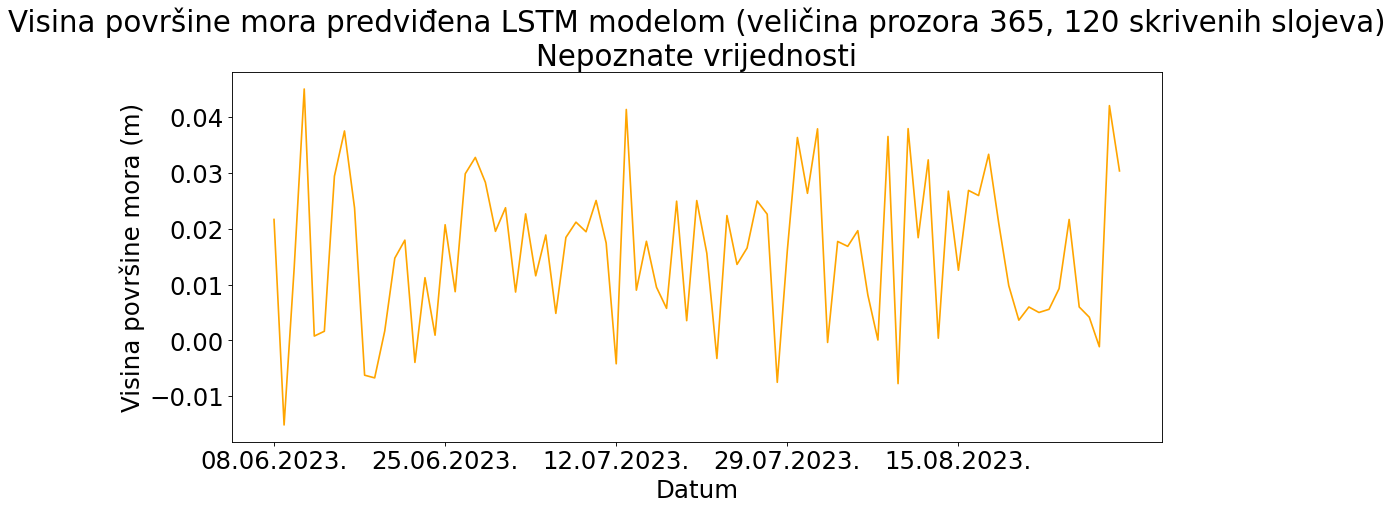 Visina površine mora predviđena LSTM modelom (veličina prozora 365, 120 skrivenih slojeva)
Nepoznate vrijednosti
Visina površine mora (m)
0.04
0.03
0.02
0.01
0.00
−0.01
08.06.2023.
25.06.2023.
12.07.2023.
29.07.2023.
15.08.2023.
Datum